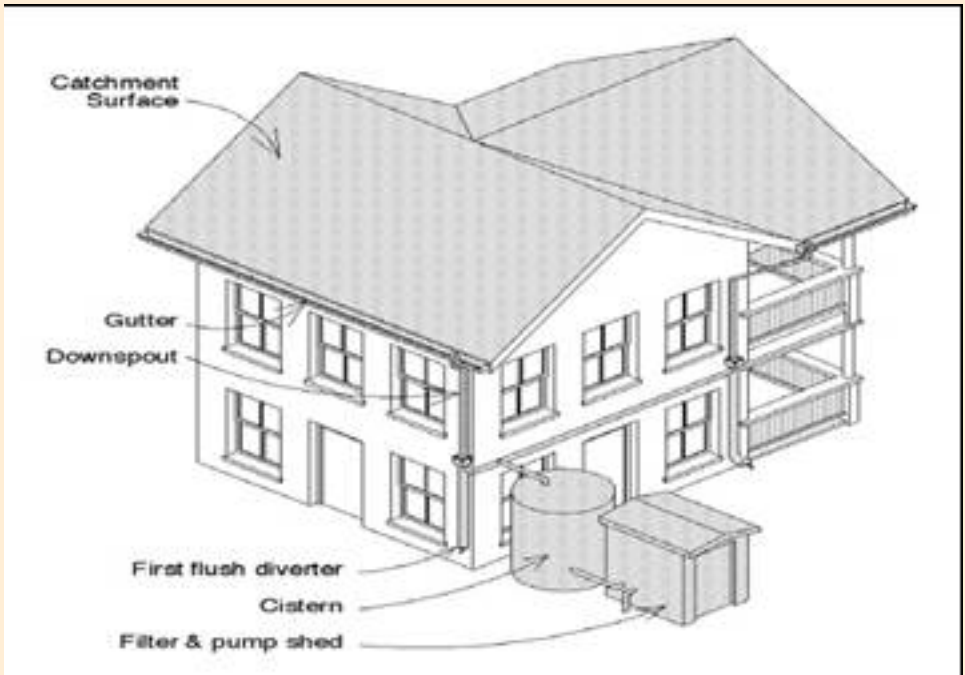 Catchment
Surface
Gutter
Downspout
First flush diverter
Cistern
Filter & pump shed